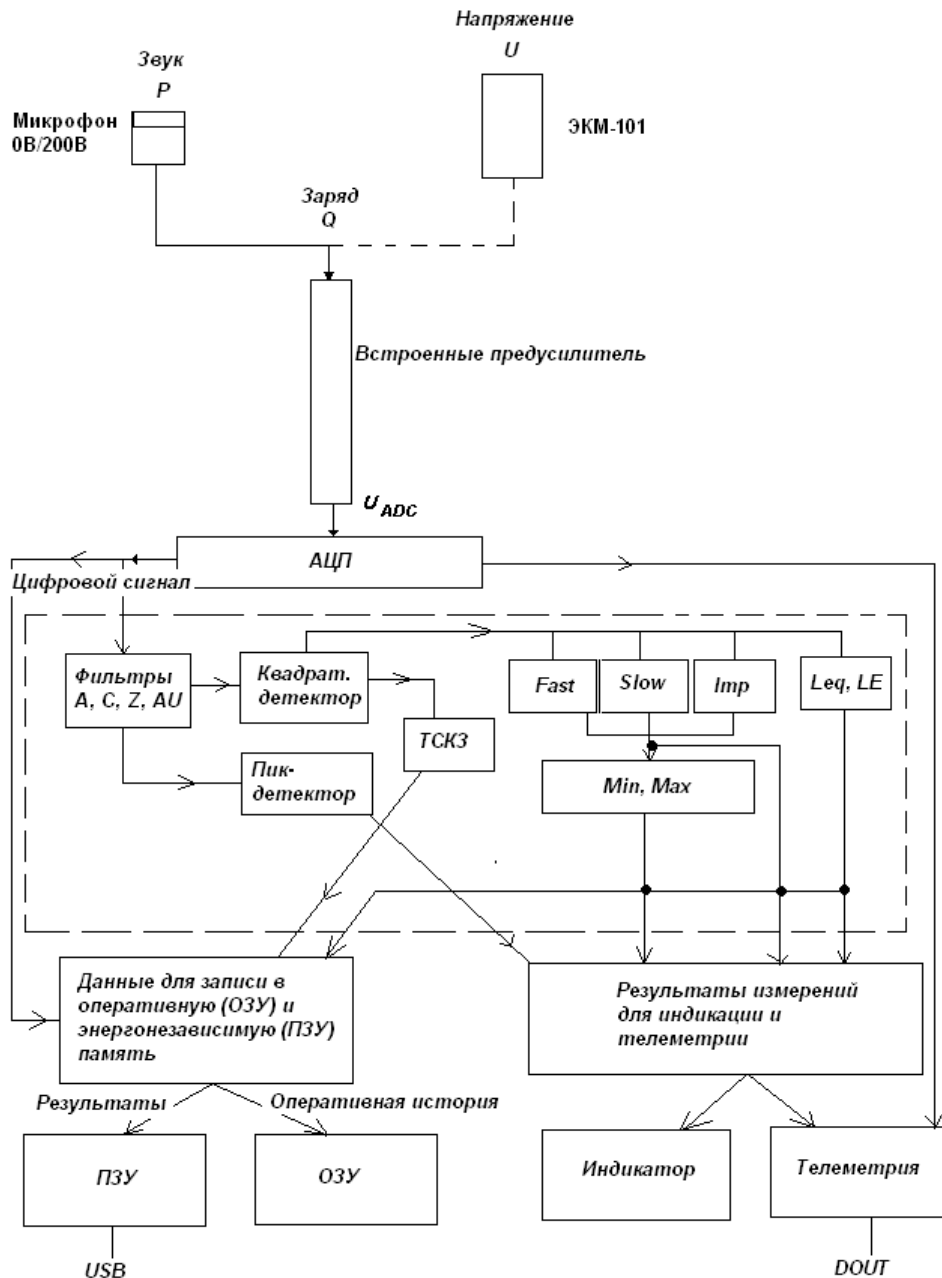 Напряжение
U
Звук
P
Микрофон
0В/200В
ЭКМ-101
Заряд
Q
Встроенные предусилитель
U ADC
АЦП
Цифровой сигнал
Фильтры
A, C, Z, AU
Квадрат.
детектор
Fast
Slow
Imp
Leq, LE
ТСКЗ
Пик-
детектор
Min, Max
Данные для записи в
оперативную (ОЗУ) и
энергонезависимую (ПЗУ)
память
Результаты измерений
для индикации и
телеметрии
Результаты
Оперативная история
ПЗУ
ОЗУ
Индикатор
Телеметрия
USB
DOUT